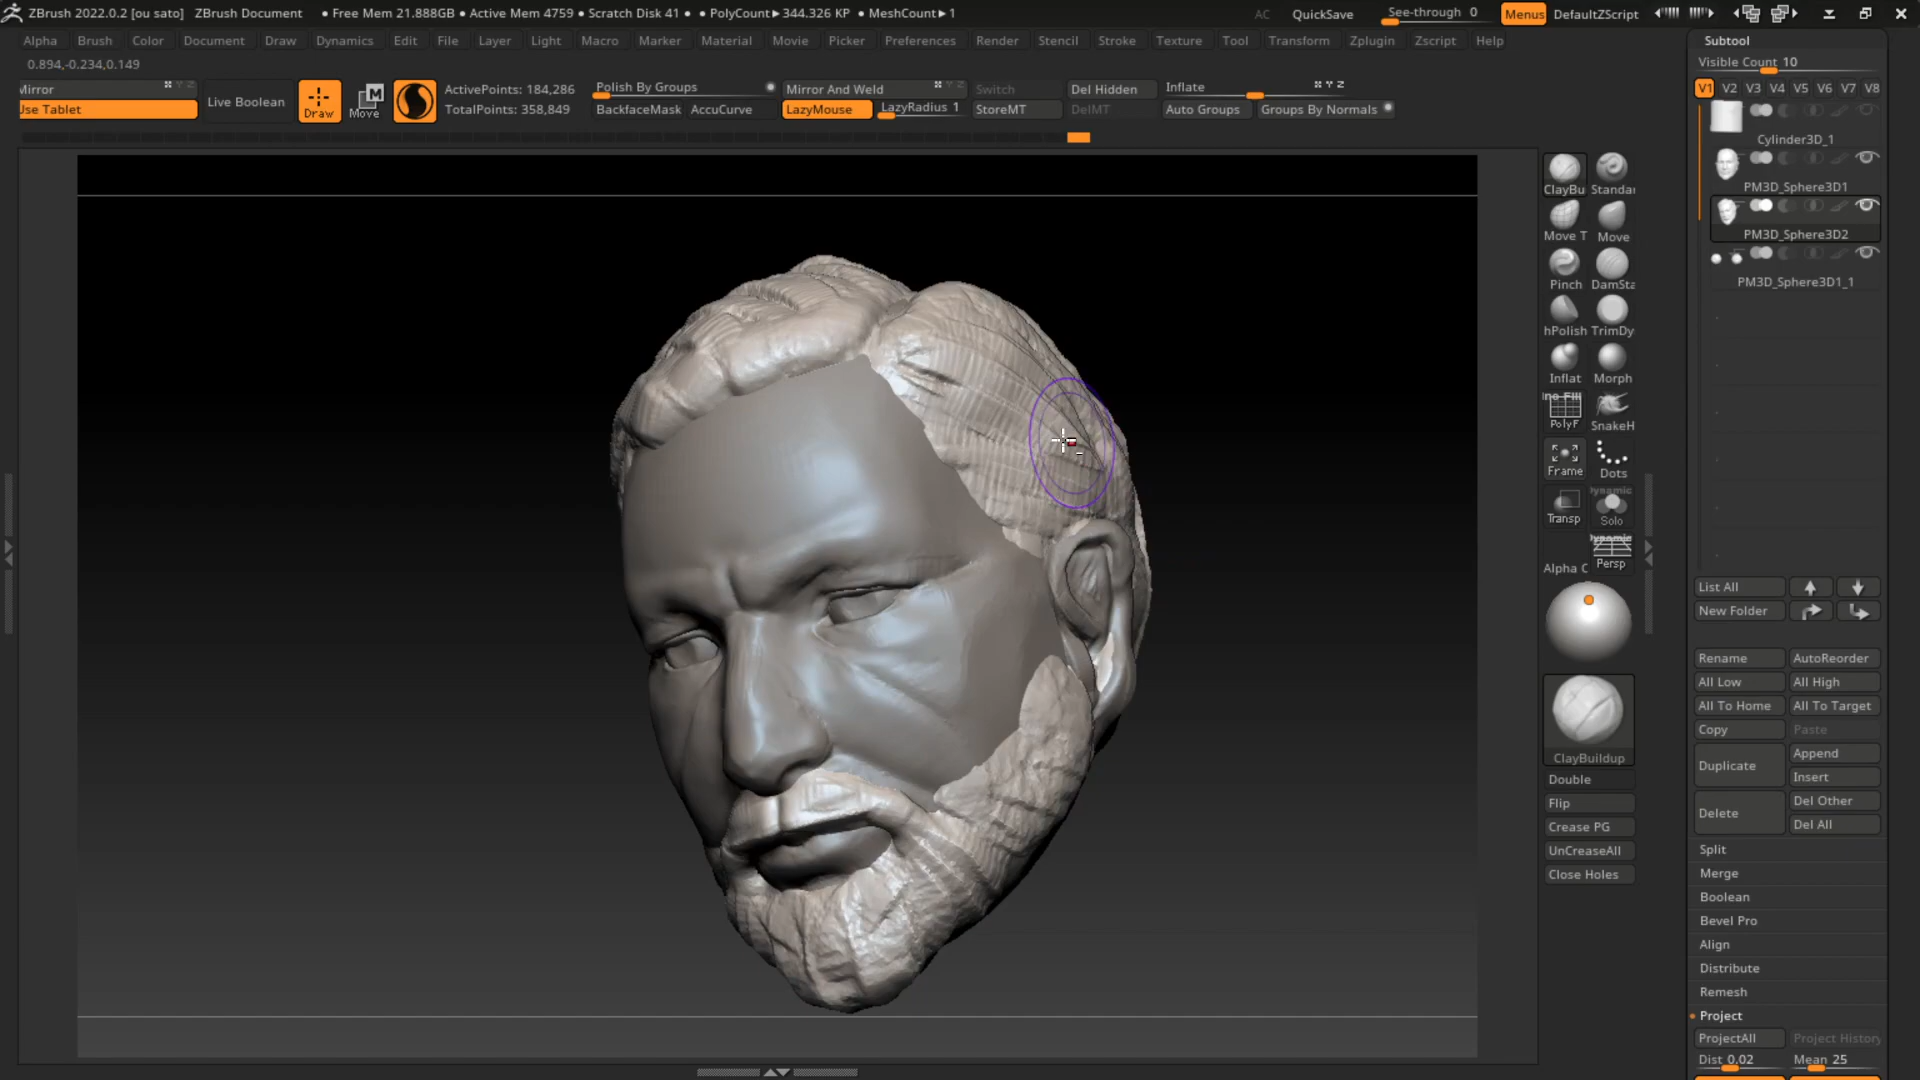 ZBrush 2022.0.2 [ou sato] ZBrush Document • Free Mem 21.888GB • Active Mem 4759 • Scratch Disk 41 • PolyCount▸344.326 KP • MeshCount▸1
AC QuickSave See-through 0 Menus DefaultZScript
Alpha Brush Color Document Draw Dynamics Edit File Layer Light Macro Marker Material Movie Picker Preferences Render Stencil Stroke Texture Tool Transform Zplugin Zscript Help
0.894,-0.234,0.149
Mirror
Use Tablet
Live Boolean
Draw
Move
ActivePoints: 184,286
TotalPoints: 358,849
Polish By Groups
BackfaceMask AccuCurve
Mirror And Weld
LazyMouse
LazyRadius 1
Switch
StoreMT
Del Hidden
DelMT
Inflate
X Y Z
Auto Groups Groups By Normals
ClayBu Standar
Move T Move
Pinch DamSta
hPolish TrimDy
Inflat Morph
PolyF SnakeH
Frame Dots
Transp
Dynamic
Solo
Dynamic
Persp
Alpha C
ClayBuildup
Double
Flip
Crease PG
UnCreaseAll
Close Holes
Subtool
Visible Count 10
V1 V2 V3 V4 V5 V6 V7 V8
Cylinder3D_1
PM3D_Sphere3D1
PM3D_Sphere3D2
PM3D_Sphere3D1_1
List All
New Folder
Rename AutoReorder
All Low All High
All To Home All To Target
Copy Paste
Duplicate Append
Insert
Delete Del Other
Del All
Split
Merge
Boolean
Bevel Pro
Align
Distribute
Remesh
Project
ProjectAll Project History
Dist 0.02 Mean 25